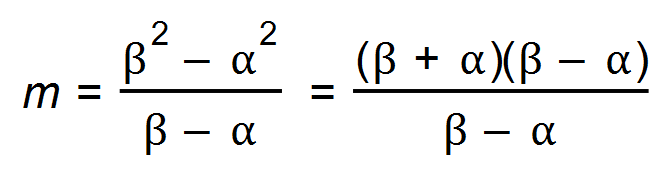 m = (β² − α²)/(β − α) = ((β + α)(β − α))/(β − α)